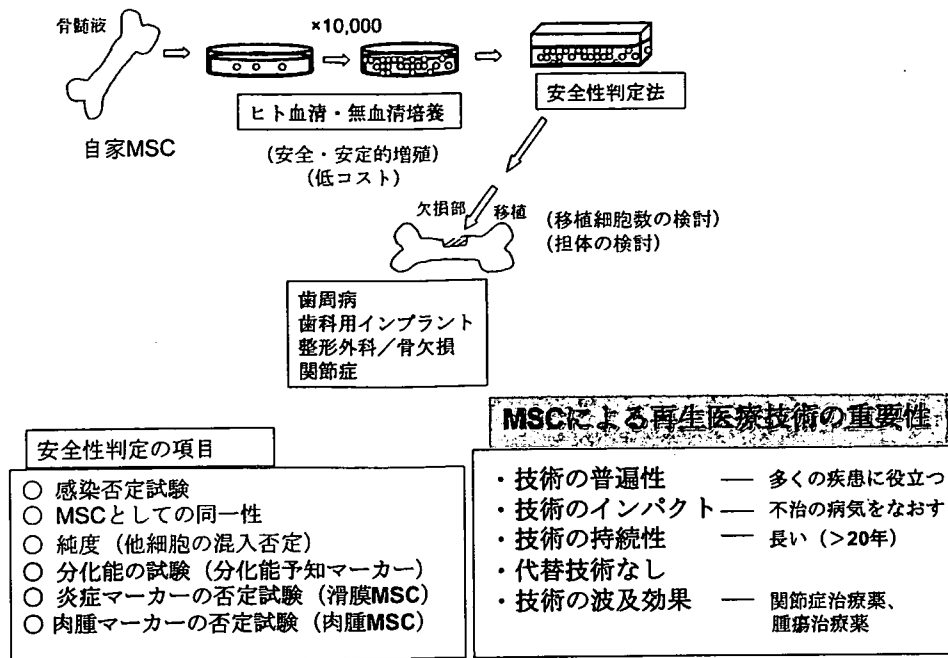 骨髄液
×10,000
自家MSC
ヒト血清・無血清培養
(安全・安定的増殖)
(低コスト)
安全性判定法
欠損部 移植
(移植細胞数の検討)
(担体の検討)
歯周病
歯科用インプラント
整形外科/骨欠損
関節症
安全性判定の項目
○ 感染否定試験
○ MSCとしての同一性
○ 純度(他細胞の混入否定)
○ 分化能の試験(分化能予知マーカー)
○ 炎症マーカーの否定試験(滑膜MSC)
○ 肉腫マーカーの否定試験(肉腫MSC)
MSCによる再生医療技術の重要性
・技術の普遍性 — 多くの疾患に役立つ
・技術のインパクト — 不治の病気をなおす
・技術の持続性 — 長い(>20年)
・代替技術なし
・技術の波及効果 — 関節症治療薬、
腫瘍治療薬